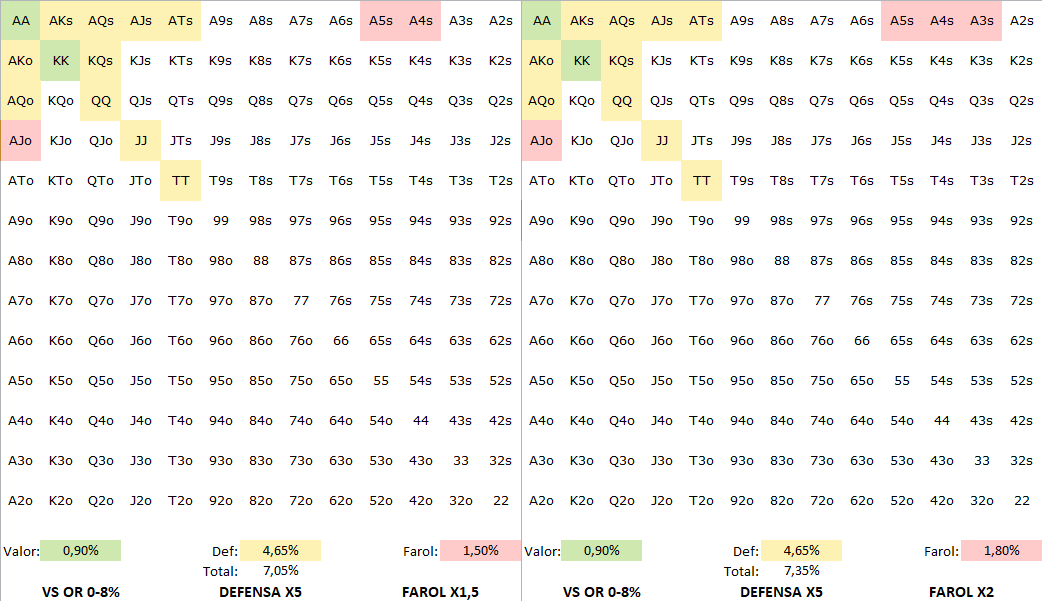 AA AKs AQs AJs ATs A9s A8s A7s A6s A5s A4s A3s A2s AA AKs AQs AJs ATs A9s A8s A7s A6s A5s A4s A3s A2s
AKo KK KQs KJs KTs K9s K8s K7s K6s K5s K4s K3s K2s AKo KK KQs KJs KTs K9s K8s K7s K6s K5s K4s K3s K2s
AQo KQo QQ QJs QTs Q9s Q8s Q7s Q6s Q5s Q4s Q3s Q2s AQo KQo QQ QJs QTs Q9s Q8s Q7s Q6s Q5s Q4s Q3s Q2s
AJo KJo QJo JJ JTs J9s J8s J7s J6s J5s J4s J3s J2s AJo KJo QJo JJ JTs J9s J8s J7s J6s J5s J4s J3s J2s
ATo KTo QTo JTo TT T9s T8s T7s T6s T5s T4s T3s T2s ATo KTo QTo JTo TT T9s T8s T7s T6s T5s T4s T3s T2s
A9o K9o Q9o J9o T9o 99 98s 97s 96s 95s 94s 93s 92s A9o K9o Q9o J9o T9o 99 98s 97s 96s 95s 94s 93s 92s
A8o K8o Q8o J8o T8o 98o 88 87s 86s 85s 84s 83s 82s A8o K8o Q8o J8o T8o 98o 88 87s 86s 85s 84s 83s 82s
A7o K7o Q7o J7o T7o 97o 87o 77 76s 75s 74s 73s 72s A7o K7o Q7o J7o T7o 97o 87o 77 76s 75s 74s 73s 72s
A6o K6o Q6o J6o T6o 96o 86o 76o 66 65s 64s 63s 62s A6o K6o Q6o J6o T6o 96o 86o 76o 66 65s 64s 63s 62s
A5o K5o Q5o J5o T5o 95o 85o 75o 65o 55 54s 53s 52s A5o K5o Q5o J5o T5o 95o 85o 75o 65o 55 54s 53s 52s
A4o K4o Q4o J4o T4o 94o 84o 74o 64o 54o 44 43s 42s A4o K4o Q4o J4o T4o 94o 84o 74o 64o 54o 44 43s 42s
A3o K3o Q3o J3o T3o 93o 83o 73o 63o 53o 43o 33 32s A3o K3o Q3o J3o T3o 93o 83o 73o 63o 53o 43o 33 32s
A2o K2o Q2o J2o T2o 92o 82o 72o 62o 52o 42o 32o 22 A2o K2o Q2o J2o T2o 92o 82o 72o 62o 52o 42o 32o 22
Valor: 0,90% Def: 4,65% Farol: 1,50% Valor: 0,90% Def: 4,65% Farol: 1,80%
Total: 7,05% Total: 7,35%
VS OR 0-8% DEFENSA X5 FAROL X1,5 VS OR 0-8% DEFENSA X5 FAROL X2